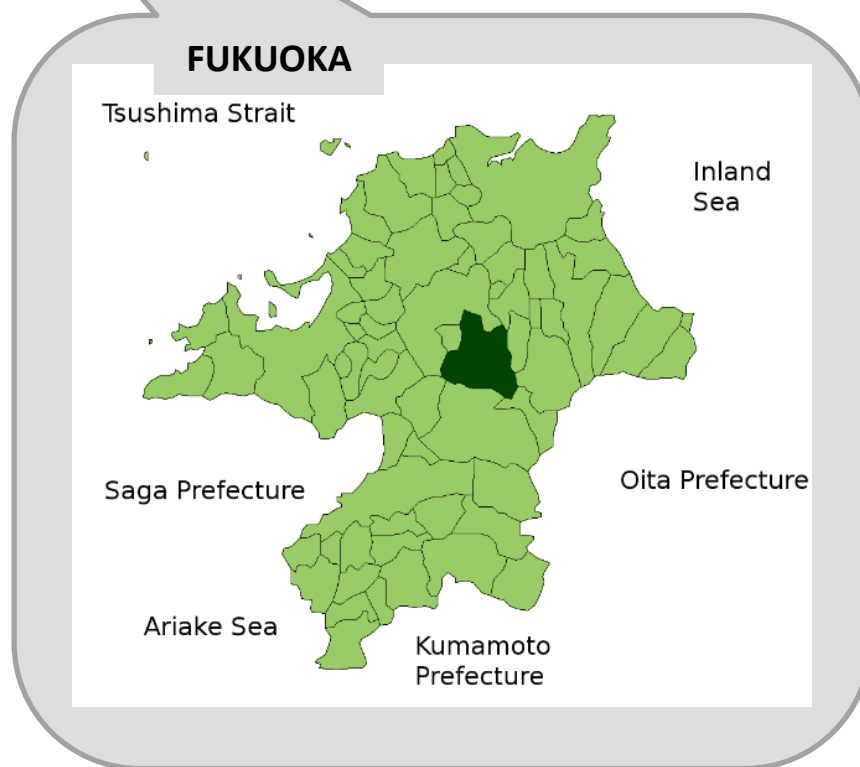 FUKUOKA
Tsushima Strait
Inland
Sea
Saga Prefecture
Oita Prefecture
Ariake Sea
Kumamoto
Prefecture